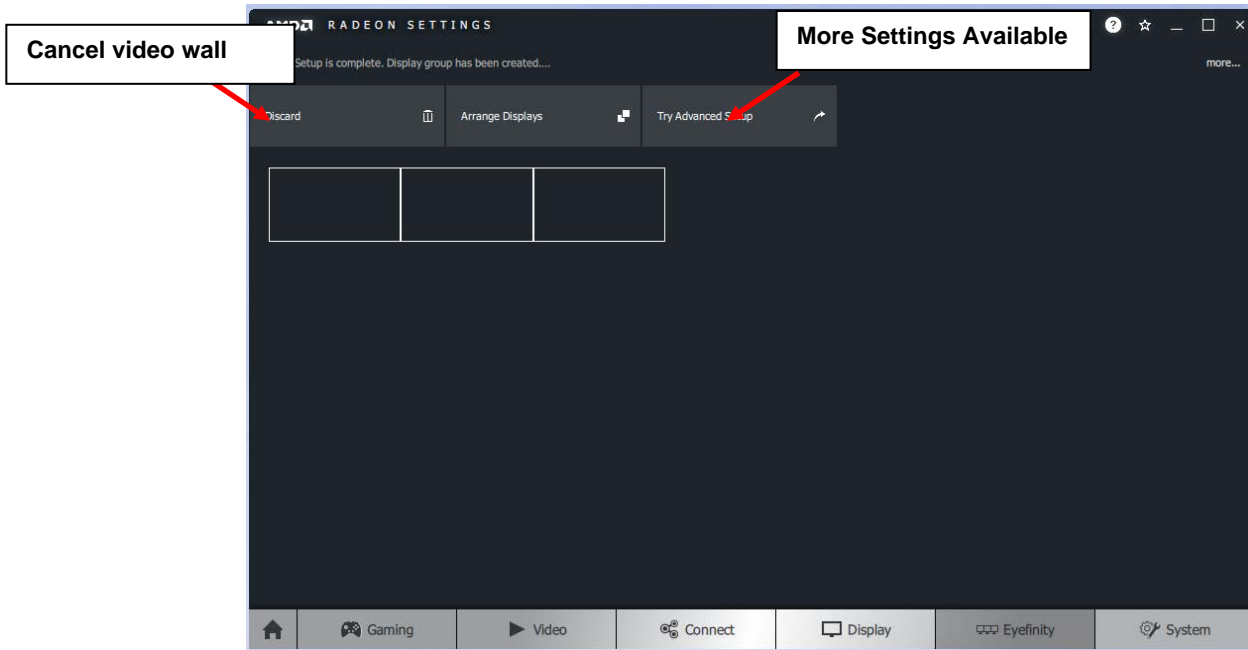 Cancel video wall
RADEON SETTINGS
More Settings Available
Setup is complete. Display group has been created....
more...
Discard
Arrange Displays
Try Advanced
Gaming
Video
Connect
Display
Eyefinity
System